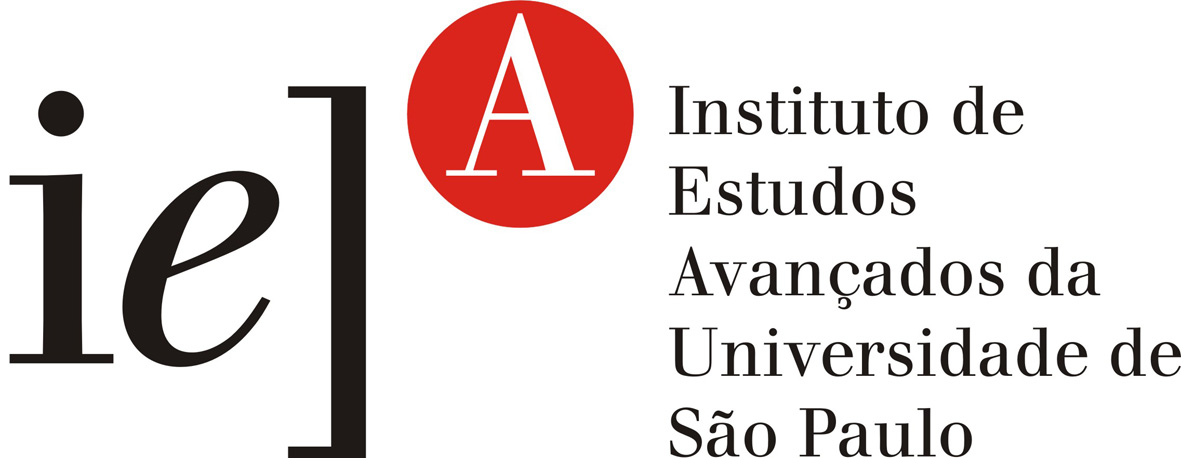 ie]A
Instituto de
Estudos
Avançados da
Universidade de
São Paulo